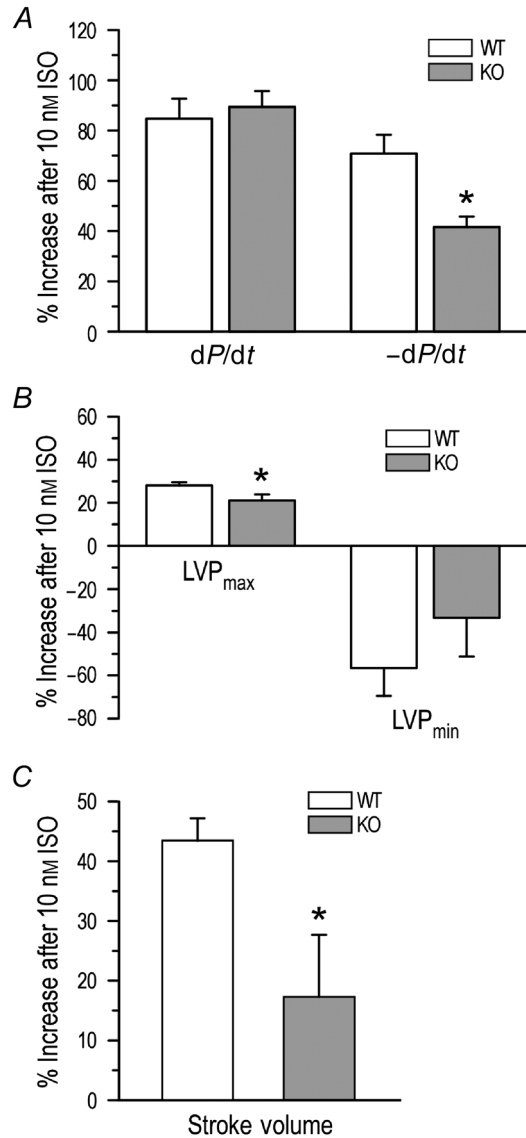 A
% Increase after 10 nM ISO
120
100
80
60
40
20
0
WT
KO
*
dP/dt
–dP/dt
B
% Increase after 10 nM ISO
60
40
20
0
−20
−40
−60
−80
WT
KO
*
LVPmax
LVPmin
C
% Increase after 10 nM ISO
50
40
30
20
10
0
WT
KO
*
Stroke volume